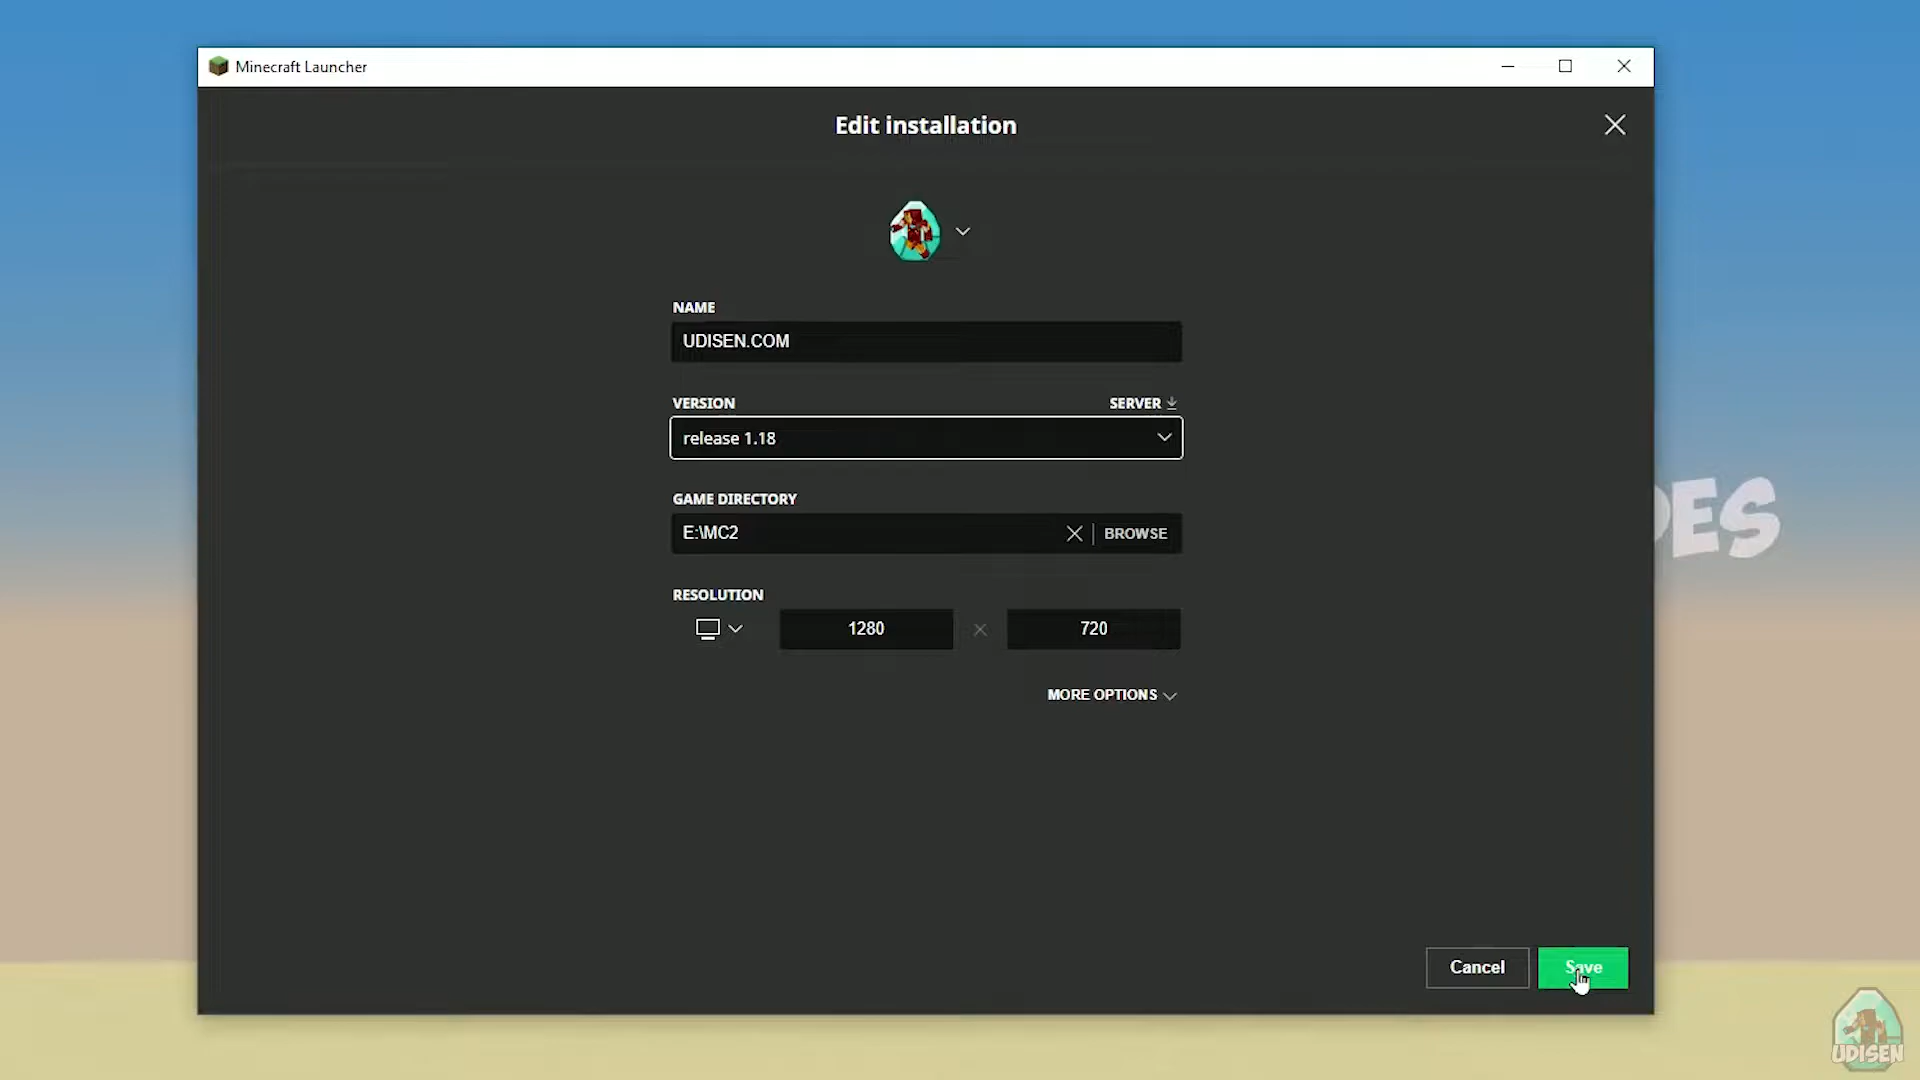 Minecraft Launcher
Edit installation
NAME
UDISEN.COM
VERSION
SERVER
release 1.18
GAME DIRECTORY
E:\MC2
BROWSE
RESOLUTION
1280
720
MORE OPTIONS
Cancel
Save
UDISEN